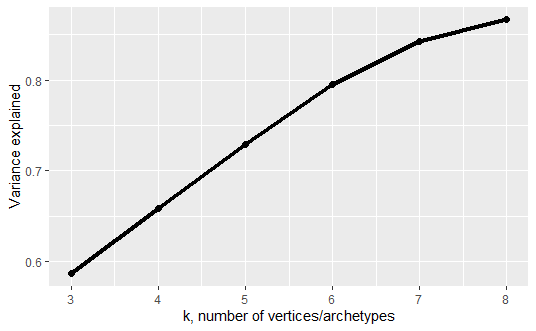 Variance explained
0.8
0.7
0.6
3 4 5 6 7 8
k, number of vertices/archetypes